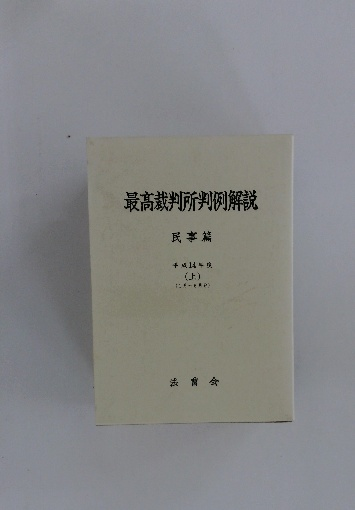 最高裁判所判例解説
民事篇
平成14年度
(上)
法曹会